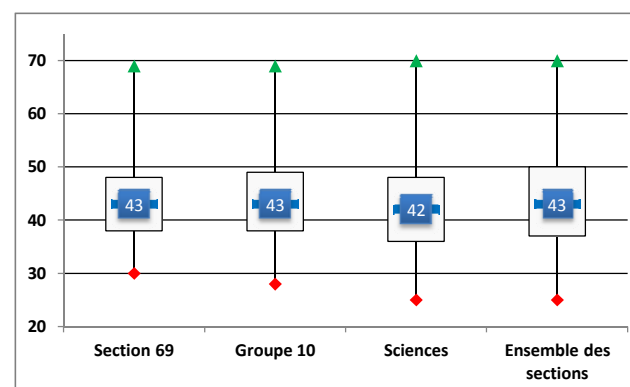 70
60
50
40
30
20
43
43
42
43
Section 69
Groupe 10
Sciences
Ensemble des
sections